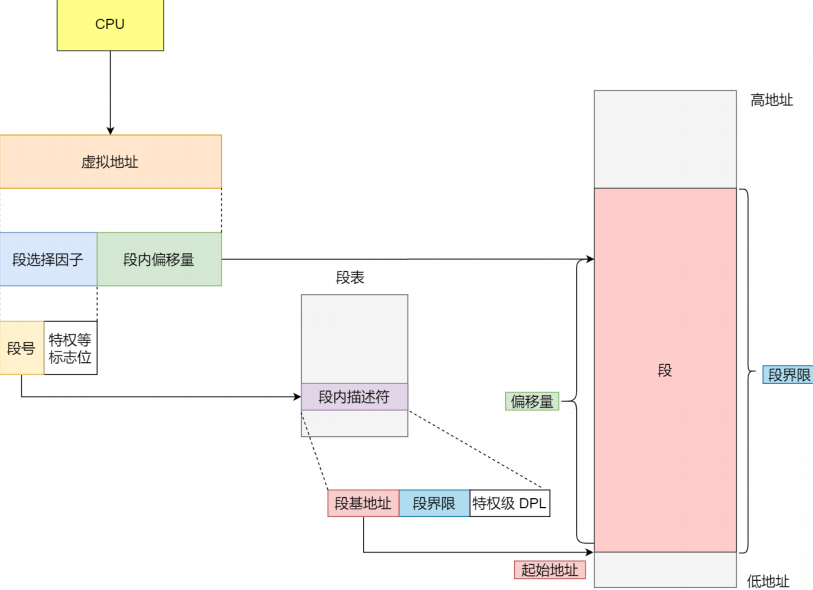 CPU
虚拟地址
高地址
段选择因子
段内偏移量
段表
段号
特权等
标志位
段
段界限
段内描述符
偏移量
段基地址
段界限
特权级 DPL
起始地址
低地址